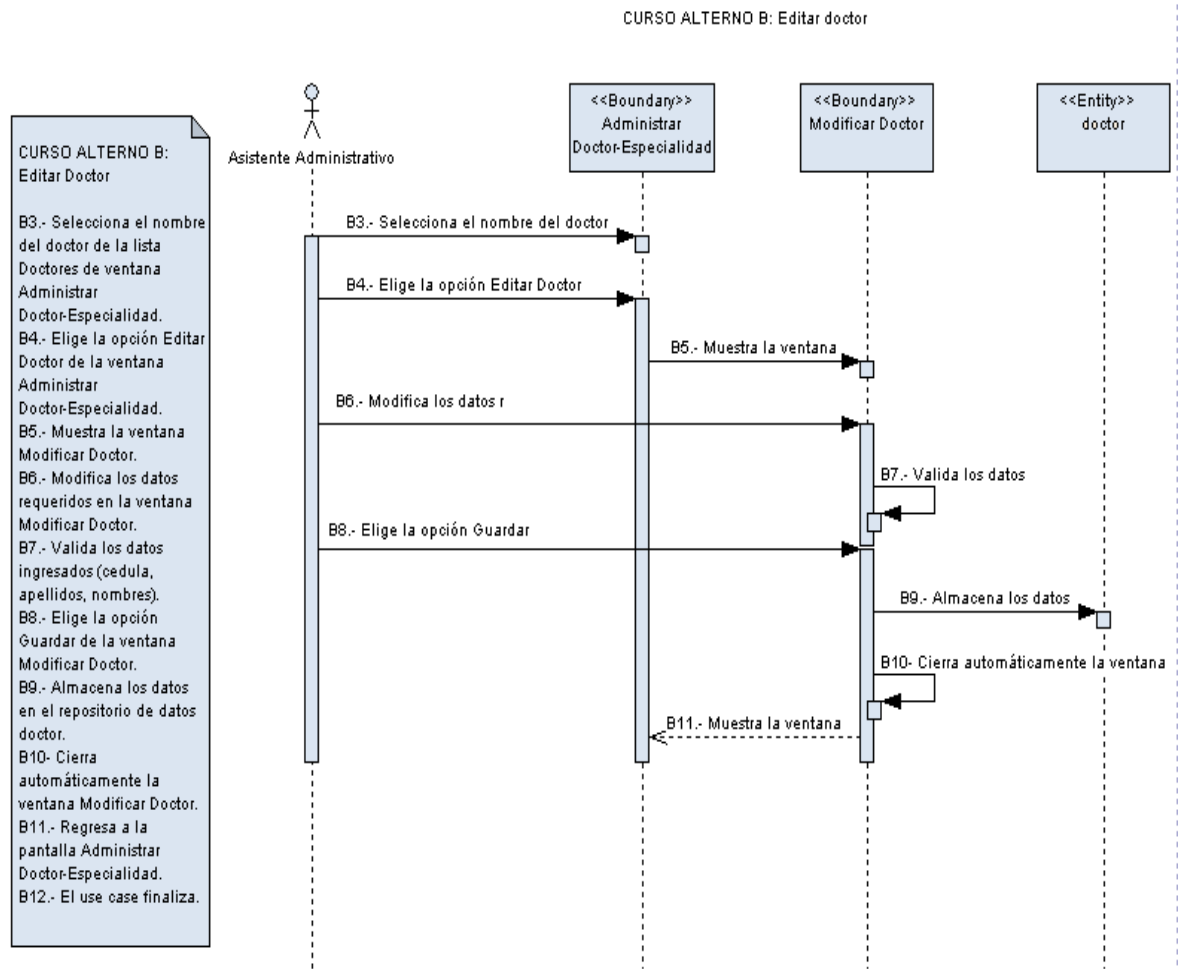 CURSO ALTERNO B: Editar doctor
CURSO ALTERNO B:
Editar Doctor
B3.- Selecciona el nombre
del doctor de la lista
Doctores de ventana
Administrar
Doctor-Especialidad.
B4.- Elige la opción Editar
Doctor de la ventana
Administrar
Doctor-Especialidad.
B5.- Muestra la ventana
Modificar Doctor.
B6.- Modifica los datos
requeridos en la ventana
Modificar Doctor.
B7.- Valida los datos
ingresados (cedula,
apellidos, nombres).
B8.- Elige la opción
Guardar de la ventana
Modificar Doctor.
B9.- Almacena los datos
en el repositorio de datos
doctor.
B10- Cierra
automáticamente la
ventana Modificar Doctor.
B11.- Regresa a la
pantalla Administrar
Doctor-Especialidad.
B12.- El use case finaliza.
Asistente Administrativo
<<Boundary>>
Administrar
Doctor-Especialidad
<<Boundary>>
Modificar Doctor
<<Entity>>
doctor
B3.- Selecciona el nombre del doctor
B4.- Elige la opción Editar Doctor
B5.- Muestra la ventana
B6.- Modifica los datos r
B7.- Valida los datos
B8.- Elige la opción Guardar
B9.- Almacena los datos
B10- Cierra automáticamente la ventana
B11.- Muestra la ventana